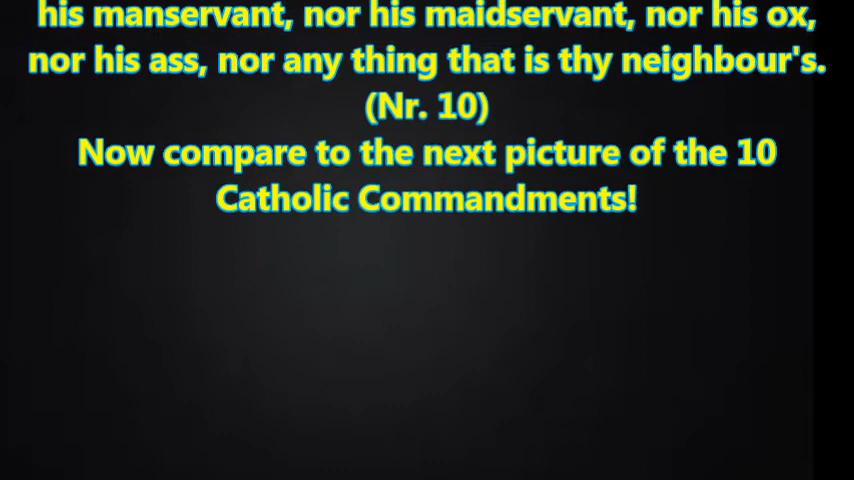 his manservant, nor his maidservant, nor his ox,
nor his ass, nor any thing that is thy neighbour's.
(Nr. 10)
Now compare to the next picture of the 10
Catholic Commandments!